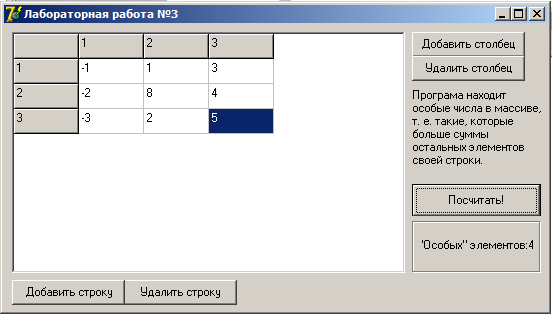 Лабораторная работа №3
1 2 3
1 -1 1 3
2 -2 8 4
3 -3 2 5
Добавить столбец
Удалить столбец
Програма находит
особые числа в массиве,
т. е. такие, которые
больше суммы
остальных элементов
своей строки.
Посчитать!
"Особых" элементов:4
Добавить строку
Удалить строку